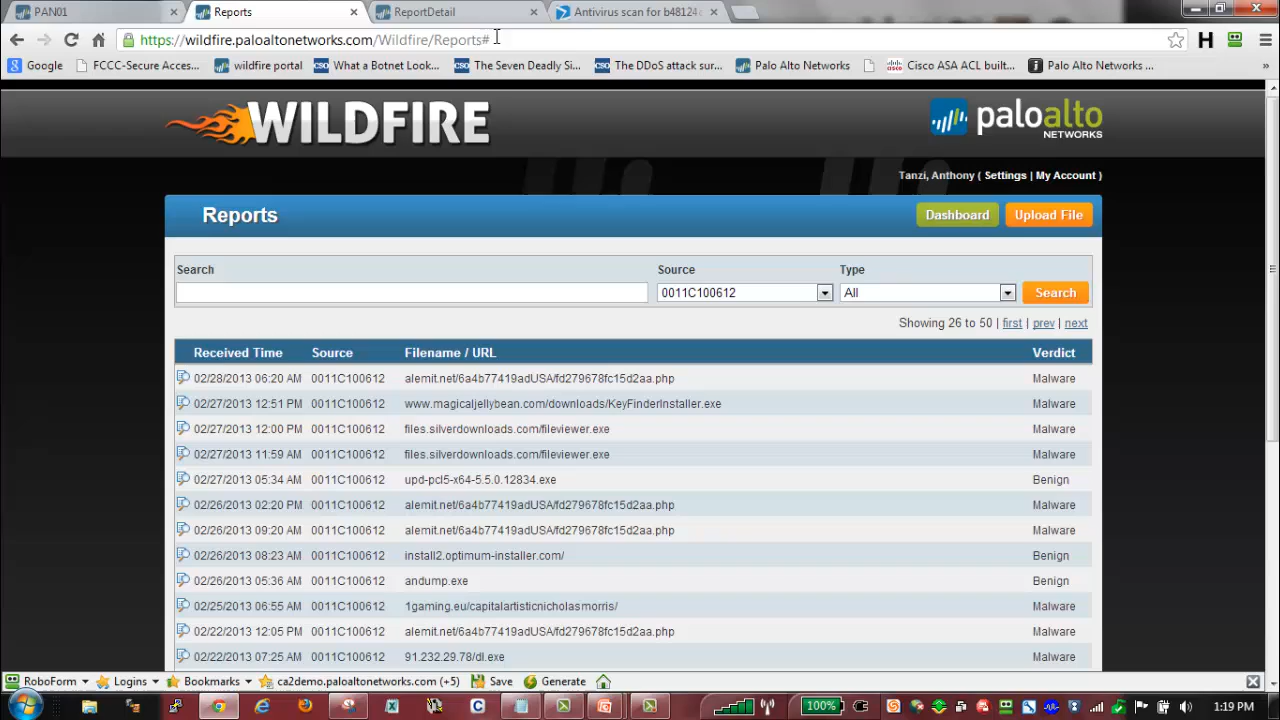 PAN01
Reports
ReportDetail
Antivirus scan for b48124c
https://wildfire.paloaltonetworks.com/Wildfire/Reports#
Google
FCCC-Secure Acces...
wildfire portal
What a Botnet Look...
The Seven Deadly Si...
The DDoS attack sur...
Palo Alto Networks
Cisco ASA ACL built...
Palo Alto Networks ...
WILDFIRE
paloalto
NETWORKS
Tanzi, Anthony ( Settings | My Account )
Reports
Dashboard
Upload File
Search
Source
Type
0011C100612
All
Search
Showing 26 to 50 | first | prev | next
Received Time Source Filename / URL Verdict
02/28/2013 06:20 AM 0011C100612 alemit.net/6a4b77419adUSA/fd279678fc15d2aa.php Malware
02/27/2013 12:51 PM 0011C100612 www.magicaljellybean.com/downloads/KeyFinderInstaller.exe Malware
02/27/2013 12:00 PM 0011C100612 files.silverdownloads.com/fileviewer.exe Malware
02/27/2013 11:59 AM 0011C100612 files.silverdownloads.com/fileviewer.exe Malware
02/27/2013 05:34 AM 0011C100612 upd-pcl5-x64-5.5.0.12834.exe Benign
02/26/2013 02:20 PM 0011C100612 alemit.net/6a4b77419adUSA/fd279678fc15d2aa.php Malware
02/26/2013 09:20 AM 0011C100612 alemit.net/6a4b77419adUSA/fd279678fc15d2aa.php Malware
02/26/2013 08:23 AM 0011C100612 install2.optimum-installer.com/ Benign
02/26/2013 05:36 AM 0011C100612 andump.exe Benign
02/25/2013 06:55 AM 0011C100612 1gaming.eu/capitalartisticnicholasmorris/ Malware
02/22/2013 12:05 PM 0011C100612 alemit.net/6a4b77419adUSA/fd279678fc15d2aa.php Malware
02/22/2013 07:25 AM 0011C100612 91.232.29.78/dl.exe Malware
RoboForm
Logins
Bookmarks
ca2demo.paloaltonetworks.com (+5)
Save
Generate
100%
1:19 PM